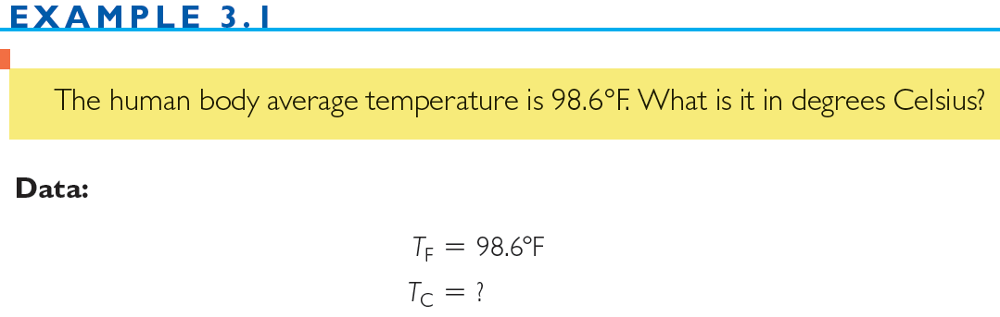 EXAMPLE 3.1
The human body average temperature is 98.6°F. What is it in degrees Celsius?
Data:
T_F = 98.6°F
T_C = ?